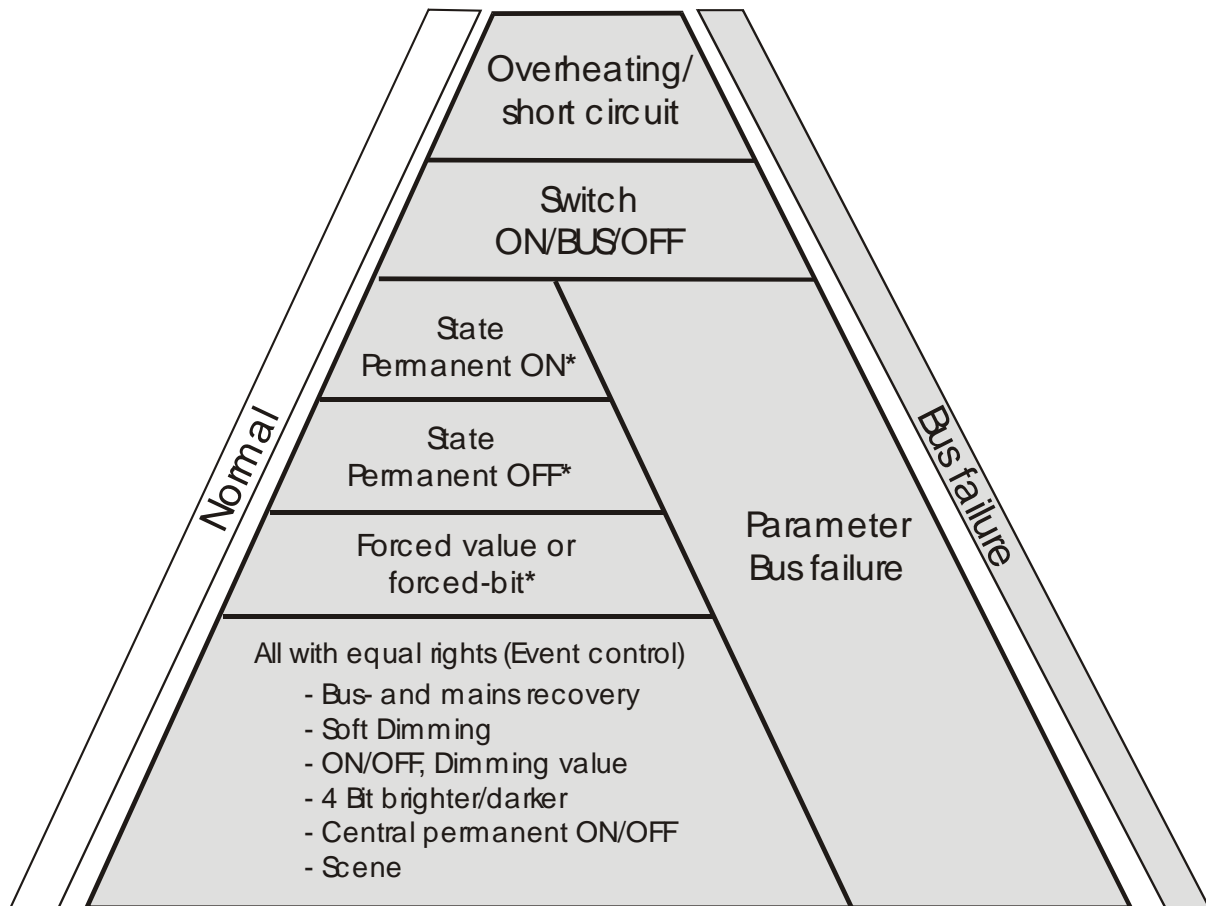 Overheating/
short circuit
Switch
ON/BUS/OFF
State
Permanent ON*
State
Permanent OFF*
Forced value or
forced-bit*
All with equal rights (Event control)
- Bus- and mains recovery
- Soft Dimming
- ON/OFF, Dimming value
- 4 Bit brighter/darker
- Central permanent ON/OFF
- Scene
Parameter
Bus failure
Normal
Bus failure